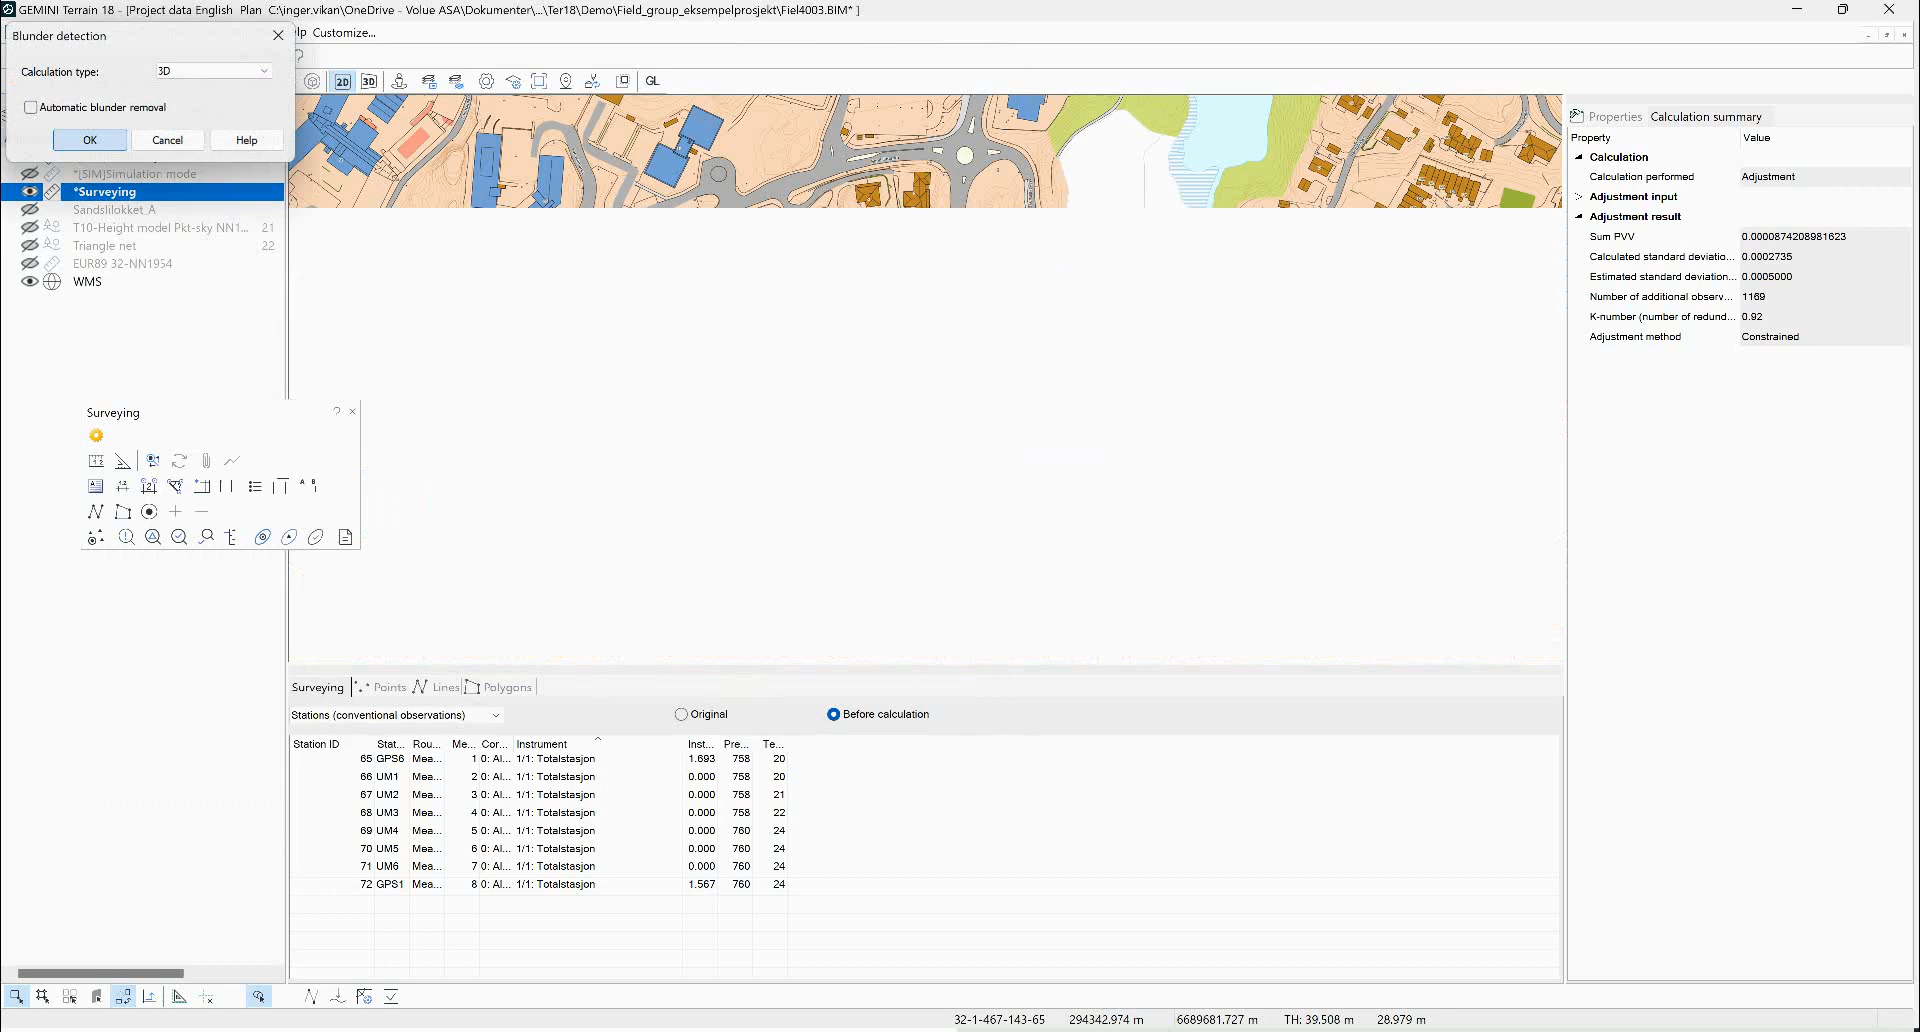 GEMINI Terrain 18 - [Project data English Plan C:\inger.vikan\OneDrive - Volue ASA\Dokumenter\...\Ter18\Demo\Field_group_eksempelprosjekt\Fiel4003.BIM* ]
Blunder detection
lp Customize...
Calculation type: 3D
Automatic blunder removal
OK Cancel Help
2D 3D GL
*[SIM]Simulation mode
*Surveying
Sandslilokket_A
T10-Height model Pkt-sky NN1... 21
Triangle net 22
EUR89 32-NN1954
WMS
Surveying
Properties Calculation summary
Property Value
Calculation
Calculation performed Adjustment
Adjustment input
Adjustment result
Sum PVV 0.0000874208981623
Calculated standard deviatio... 0.0002735
Estimated standard deviation... 0.0005000
Number of additional observ... 1169
K-number (number of redund... 0.92
Adjustment method Constrained
Surveying Points Lines Polygons
Stations (conventional observations) Original Before calculation
Station ID Stat... Rou... Me... Cor... Instrument Inst... Pre... Te...
65 GPS6 Mea... 1 0: Al... 1/1: Totalstasjon 1.693 758 20
66 UM1 Mea... 2 0: Al... 1/1: Totalstasjon 0.000 758 20
67 UM2 Mea... 3 0: Al... 1/1: Totalstasjon 0.000 758 21
68 UM3 Mea... 4 0: Al... 1/1: Totalstasjon 0.000 758 22
69 UM4 Mea... 5 0: Al... 1/1: Totalstasjon 0.000 760 24
70 UM5 Mea... 6 0: Al... 1/1: Totalstasjon 0.000 760 24
71 UM6 Mea... 7 0: Al... 1/1: Totalstasjon 0.000 760 24
72 GPS1 Mea... 8 0: Al... 1/1: Totalstasjon 1.567 760 24
32-1-467-143-65 294342.974 m 6689681.727 m TH: 39.508 m 28.979 m